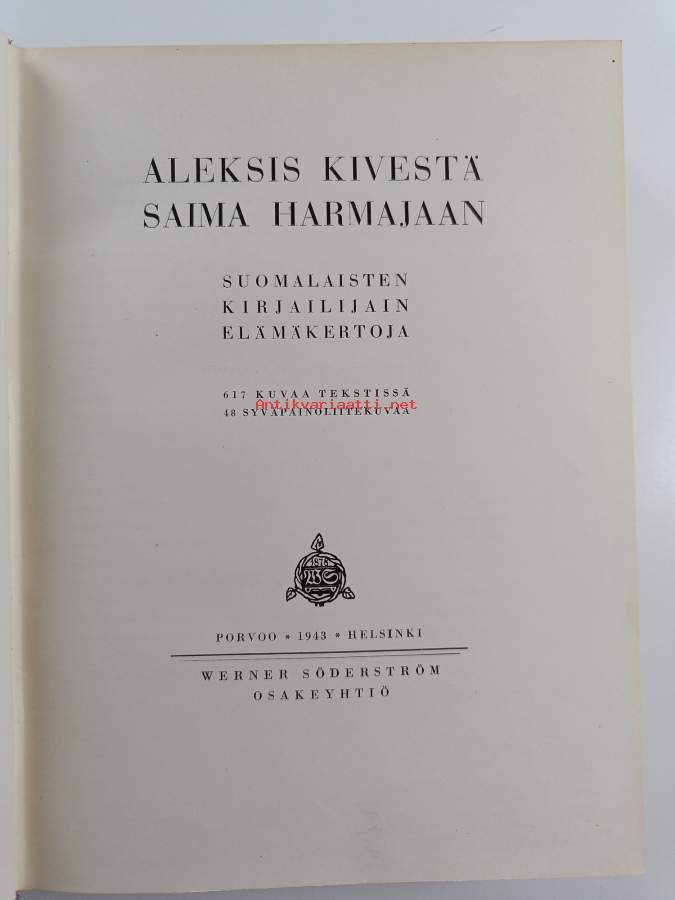 ALEKSIS KIVESTÄ
SAIMA HARMAJAAN
SUOMALAISTEN
KIRJAILIJAIN
ELÄMÄKERTOJA
617 KUVAA TEKSTISSÄ
Antikvariaatti.net
48 SYVÄPAINOLIITEKUVAA
1878
WS
PORVOO * 1943 * HELSINKI
WERNER SÖDERSTRÖM
OSAKEYHTIÖ